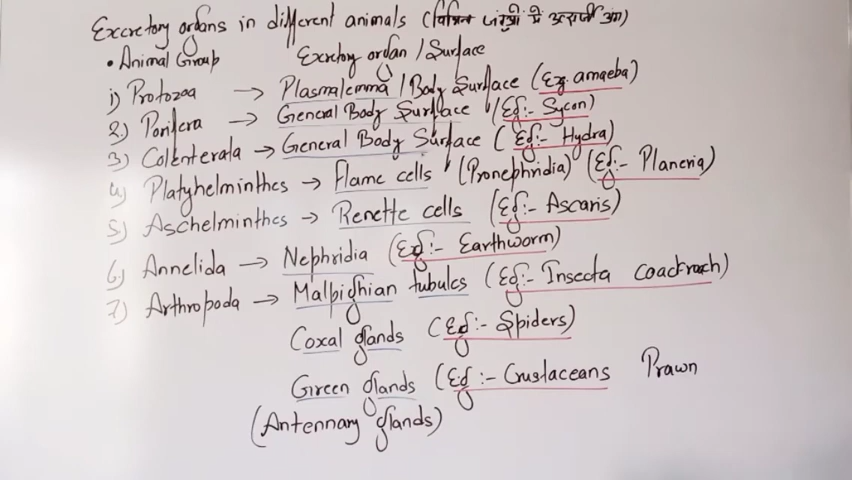 Excretory organs in different animals (विभिन्न जंतुओं में उत्सर्जी अंग)
• Animal Group Excretory organ / Surface
1) Protozoa → Plasmalemma / Body Surface (Eg. amoeba)
2) Porifera → General Body Surface (Eg:- Sycon)
3) Colenterata → General Body Surface (Eg:- Hydra)
4) Platyhelminthes → Flame cells (Pronephridia) (Eg:- Planeria)
5) Aschelminthes → Renette cells (Eg:- Ascaris)
6) Annelida → Nephridia (Eg:- Earthworm)
7) Arthropoda → Malpighian tubules (Eg:- Insecta coackroch)
Coxal glands (Eg:- Spiders)
Green glands (Eg:- Crustaceans Prawn
(Antennary glands)